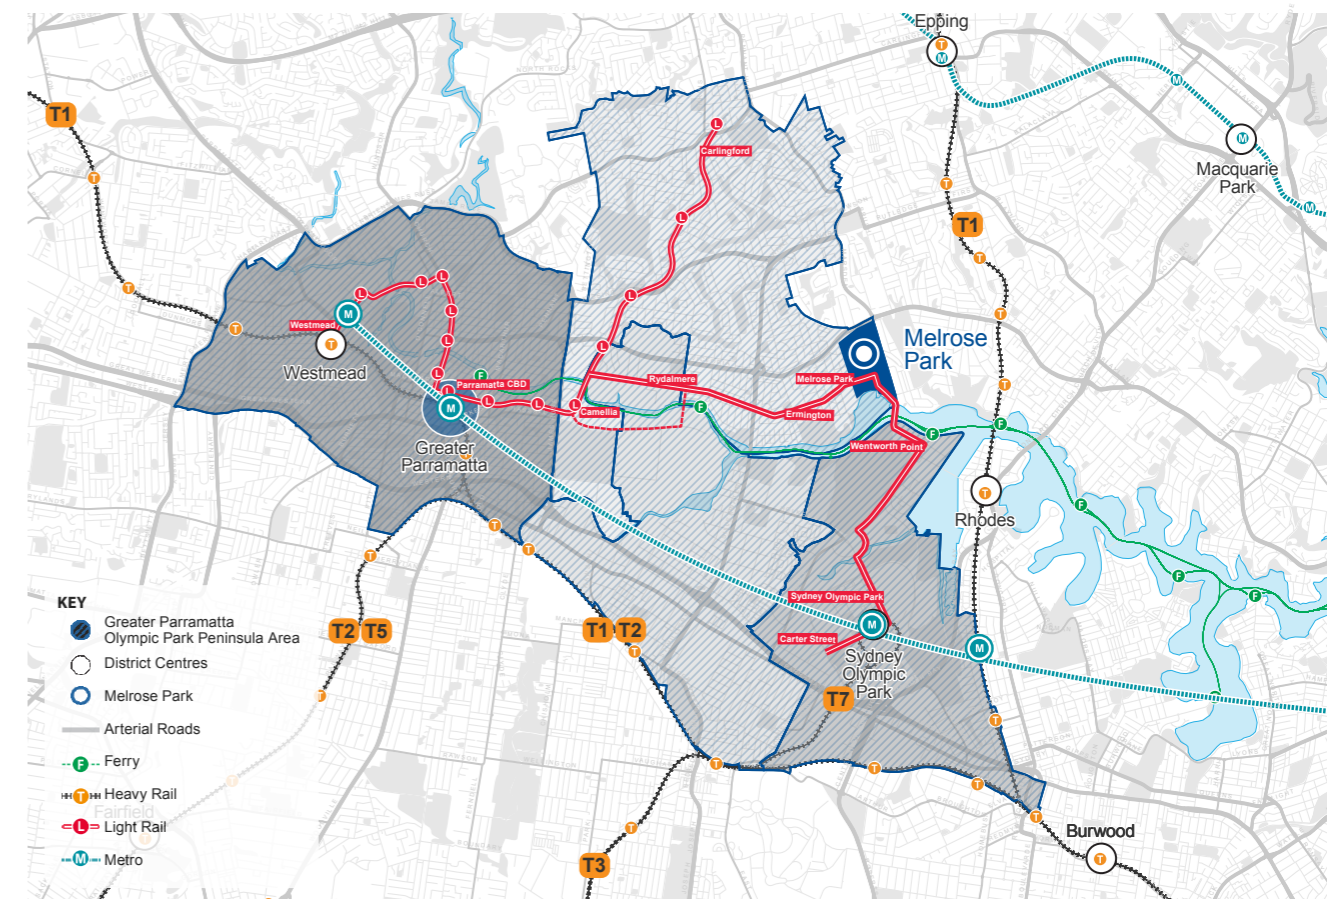 Epping
T
M
M
T1
M
Macquarie
Park
M
T
L
Carlingford
T
L
T1
T
T
L
L
L
L
L
T
M
T
T
Westmead
T
Westmead
L
L
T
Melrose
Park
L
F
L
Parramatta CBD
M
L
L
L
Camellia
Rydalmere
F
Melrose Park
Ermington
T
F
F
Wentworth Point
Greater
Parramatta
T
T
Rhodes
F
T
T
T
F
F
F
Sydney Olympic Park
M
Carter Street
Sydney
Olympic
Park
M
T2
T5
T1
T2
T
T7
T
F
T
T
T
T
T
T
T
T3
Burwood
T
KEY
Greater Parramatta
Olympic Park Peninsula Area
District Centres
Melrose Park
Arterial Roads
F
Ferry
T
Heavy Rail
Fairfield
L
Light Rail
M
Metro